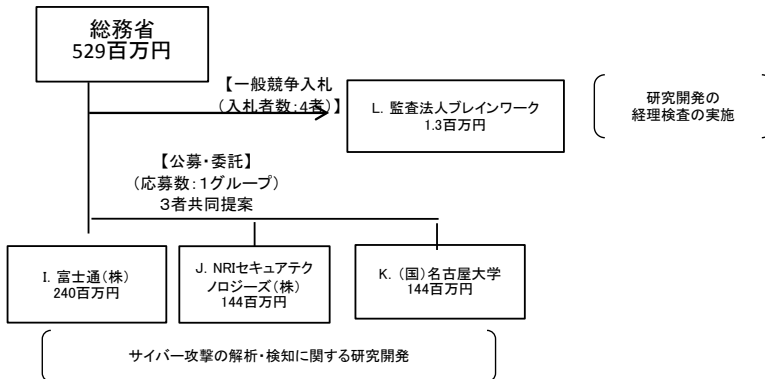 総務省
529百万円
【一般競争入札
(入札者数:4者)】
L. 監査法人ブレインワーク
1.3百万円
研究開発の
経理検査の実施
【公募・委託】
(応募数:1グループ)
3者共同提案
I. 富士通(株)
240百万円
J. NRIセキュアテク
ノロジーズ(株)
144百万円
K. (国)名古屋大学
144百万円
サイバー攻撃の解析・検知に関する研究開発